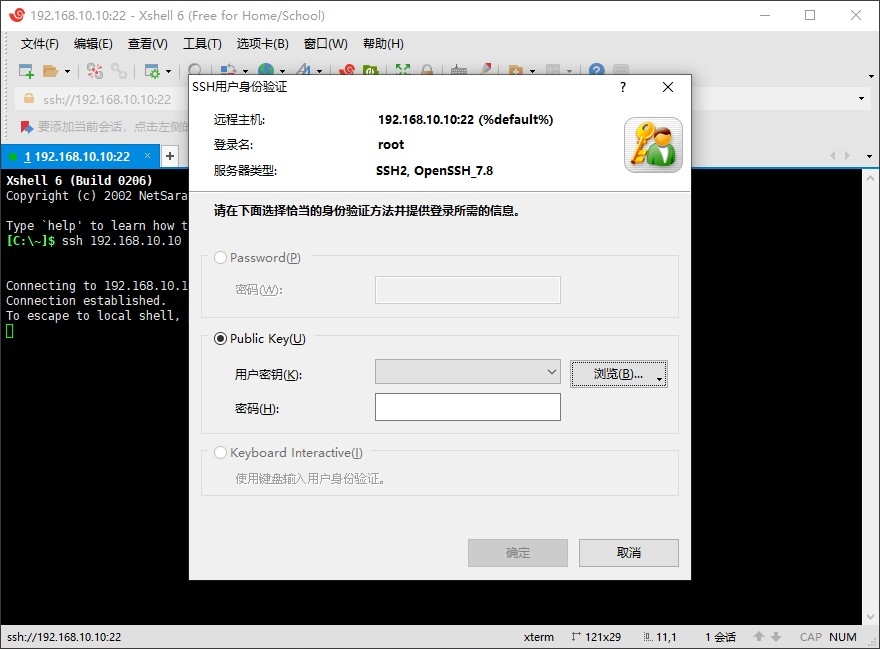 192.168.10.10:22 - Xshell 6 (Free for Home/School)
文件(F) 编辑(E) 查看(V) 工具(T) 选项卡(B) 窗口(W) 帮助(H)
ssh://192.168.10.10:22
要添加当前会话，点击左侧的
1 192.168.10.10:22 × +
Xshell 6 (Build 0206)
Copyright (c) 2002 NetSara
Type `help' to learn how t
[C:\~]$ ssh 192.168.10.10
Connecting to 192.168.10.1
Connection established.
To escape to local shell,
SSH用户身份验证
远程主机: 192.168.10.10:22 (%default%)
登录名: root
服务器类型: SSH2, OpenSSH_7.8
请在下面选择恰当的身份验证方法并提供登录所需的信息。
Password(P)
密码(W):
Public Key(U)
用户密钥(K): 浏览(B)...
密码(H):
Keyboard Interactive(I)
使用键盘输入用户身份验证。
确定 取消
ssh://192.168.10.10:22 xterm 121x29 11,1 1 会话 CAP NUM